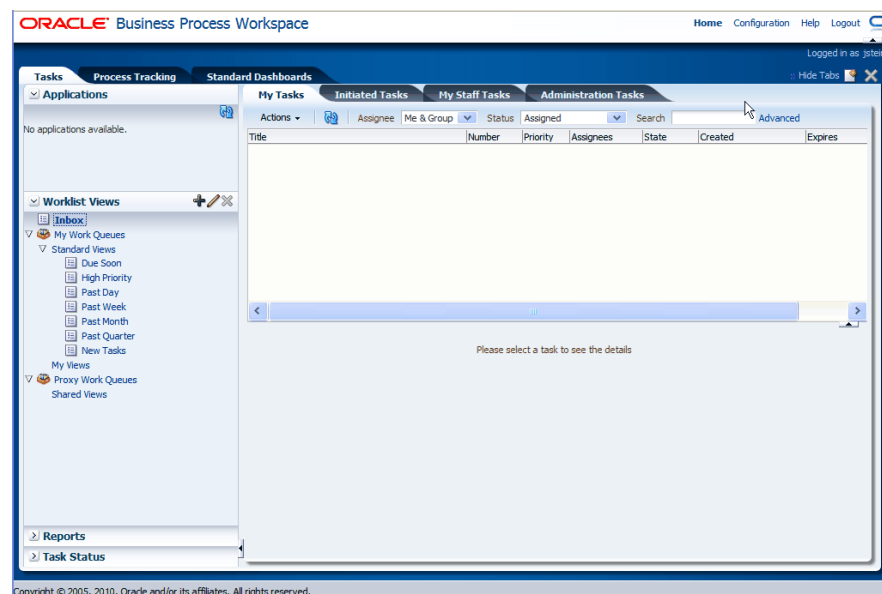 ORACLE Business Process Workspace
Home Configuration Help Logout
Logged in as jstei
Tasks Process Tracking Standard Dashboards
:: Hide Tabs
Applications
No applications available.
Worklist Views
Inbox
My Work Queues
Standard Views
Due Soon
High Priority
Past Day
Past Week
Past Month
Past Quarter
New Tasks
My Views
Proxy Work Queues
Shared Views
Reports
Task Status
My Tasks Initiated Tasks My Staff Tasks Administration Tasks
Actions Assignee Me & Group Status Assigned Search Advanced
Title Number Priority Assignees State Created Expires
Please select a task to see the details
Copyright © 2005, 2010, Oracle and/or its affiliates. All rights reserved.